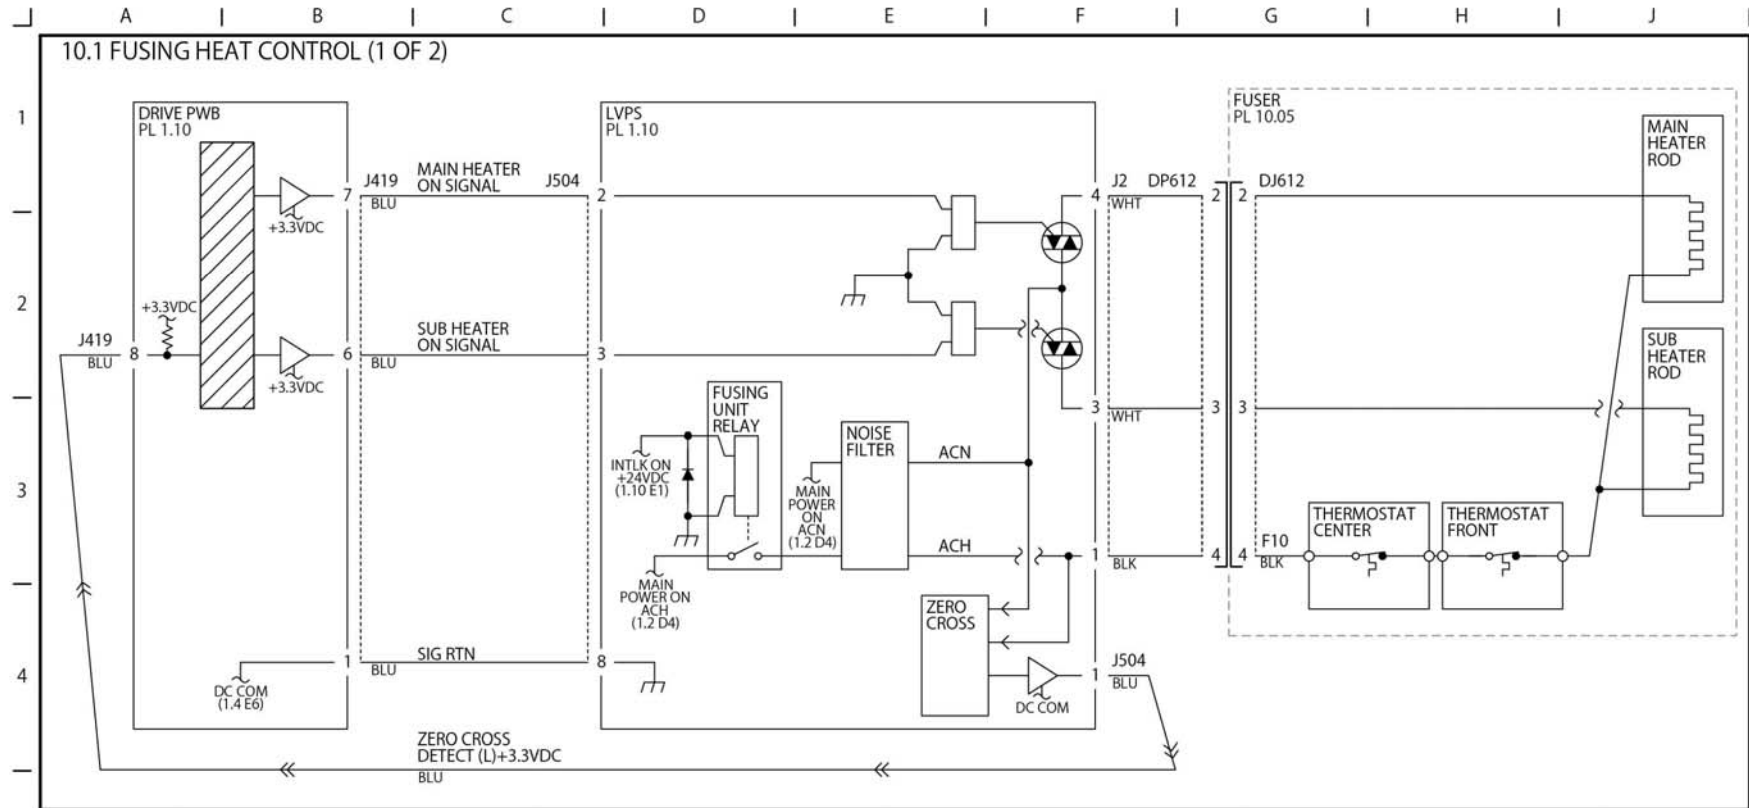 A B C D E F G H J
10.1 FUSING HEAT CONTROL (1 OF 2)
1
2
3
4
DRIVE PWB
PL 1.10
+3.3VDC
+3.3VDC
+3.3VDC
J419
BLU
8
7
6
1
DC COM
(1.4 E6)
J419
BLU
MAIN HEATER
ON SIGNAL
J504
BLU
SUB HEATER
ON SIGNAL
BLU
SIG RTN
ZERO CROSS
DETECT (L)+3.3VDC
BLU
LVPS
PL 1.10
2
3
8
FUSING
UNIT
RELAY
INTLK ON
+24VDC
(1.10 E1)
MAIN
POWER ON
ACH
(1.2 D4)
MAIN
POWER
ON
ACN
(1.2 D4)
NOISE
FILTER
ACN
ACH
ZERO
CROSS
DC COM
4
3
1
1
J504
BLU
J2
WHT
DP612
WHT
BLK
2
3
4
2
3
4
DJ612
FUSER
PL 10.05
F10
BLK
THERMOSTAT
CENTER
THERMOSTAT
FRONT
MAIN
HEATER
ROD
SUB
HEATER
ROD